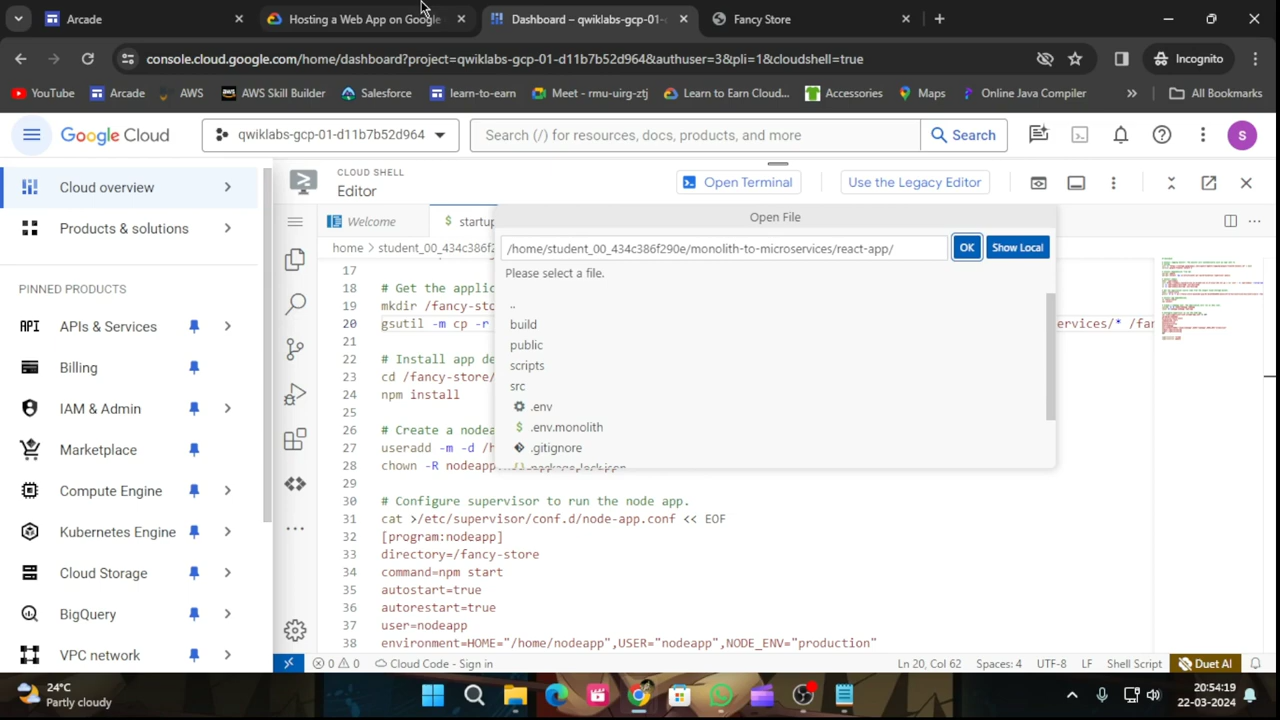 Arcade
Hosting a Web App on Google
Dashboard – qwiklabs-gcp-01-
Fancy Store
console.cloud.google.com/home/dashboard?project=qwiklabs-gcp-01-d11b7b52d964&authuser=3&pli=1&cloudshell=true
Incognito
YouTube
Arcade
AWS
AWS Skill Builder
Salesforce
learn-to-earn
Meet - rmu-uirg-ztj
Learn to Earn Cloud...
Accessories
Maps
Online Java Compiler
All Bookmarks
Google Cloud
qwiklabs-gcp-01-d11b7b52d964
Search (/) for resources, docs, products, and more
Search
S
Cloud overview
Products & solutions
PINNED PRODUCTS
APIs & Services
Billing
IAM & Admin
Marketplace
Compute Engine
Kubernetes Engine
Cloud Storage
BigQuery
VPC network
CLOUD SHELL
Editor
Open Terminal
Use the Legacy Editor
Welcome
$ startup
home > student_00_434c386f2
Open File
/home/student_00_434c386f290e/monolith-to-microservices/react-app/
OK
Show Local
Please select a file.
build
public
scripts
src
.env
$ .env.monolith
.gitignore
17
18 # Get the applic
19 mkdir /fancy
20 gsutil -m cp -r
ervices/* /fan
21
22 # Install app de
23 cd /fancy-store/
24 npm install
25
26 # Create a nodea
27 useradd -m -d /h
28 chown -R nodeapp
29
30 # Configure supervisor to run the node app.
31 cat >/etc/supervisor/conf.d/node-app.conf << EOF
32 [program:nodeapp]
33 directory=/fancy-store
34 command=npm start
35 autostart=true
36 autorestart=true
37 user=nodeapp
38 environment=HOME="/home/nodeapp",USER="nodeapp",NODE_ENV="production"
0 0
Cloud Code - Sign in
Ln 20, Col 62
Spaces: 4
UTF-8
LF
Shell Script
Duet AI
24°C
Partly cloudy
20:54:19
22-03-2024